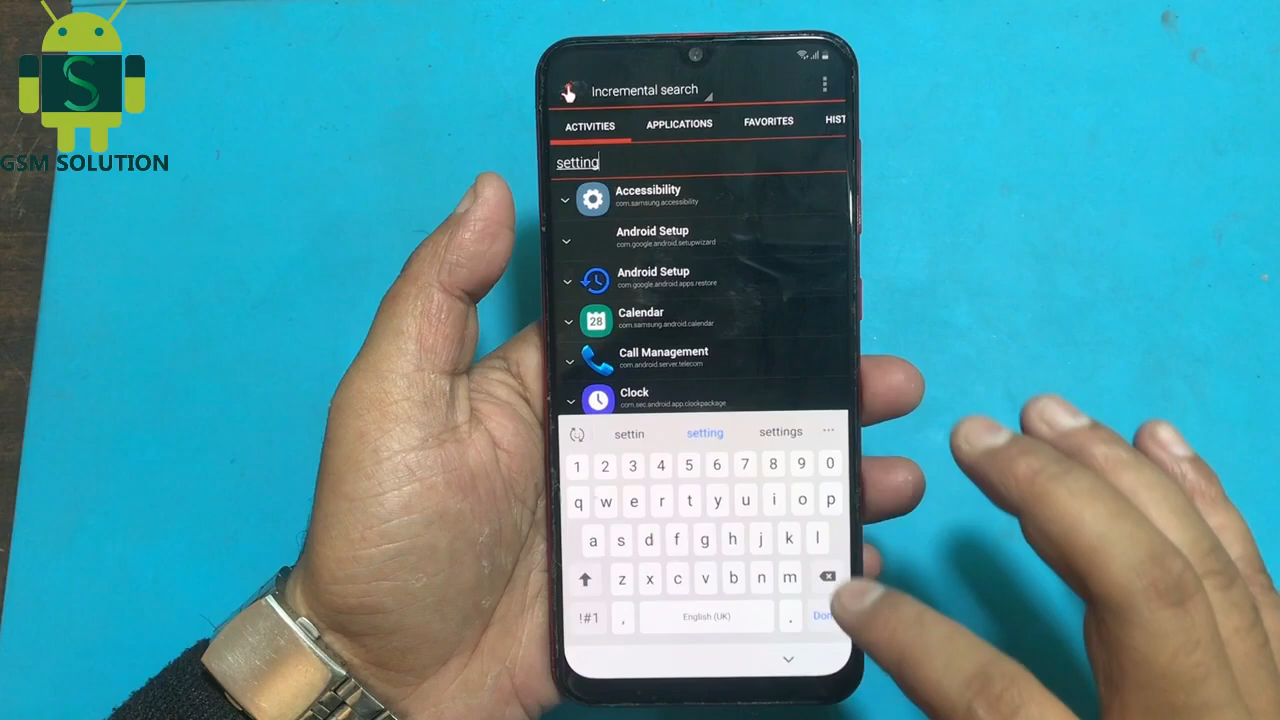 S
GSM SOLUTION
Incremental search
ACTIVITIES APPLICATIONS FAVORITES HIST
setting
Accessibility
com.samsung.accessibility
Android Setup
com.google.android.setupwizard
Android Setup
com.google.android.apps.restore
28
Calendar
com.samsung.android.calendar
Call Management
com.android.server.telecom
Clock
com.sec.android.app.clockpackage
settin setting settings
1 2 3 4 5 6 7 8 9 0
q w e r t y u i o p
a s d f g h j k l
z x c v b n m
!#1 , English (UK) . Don